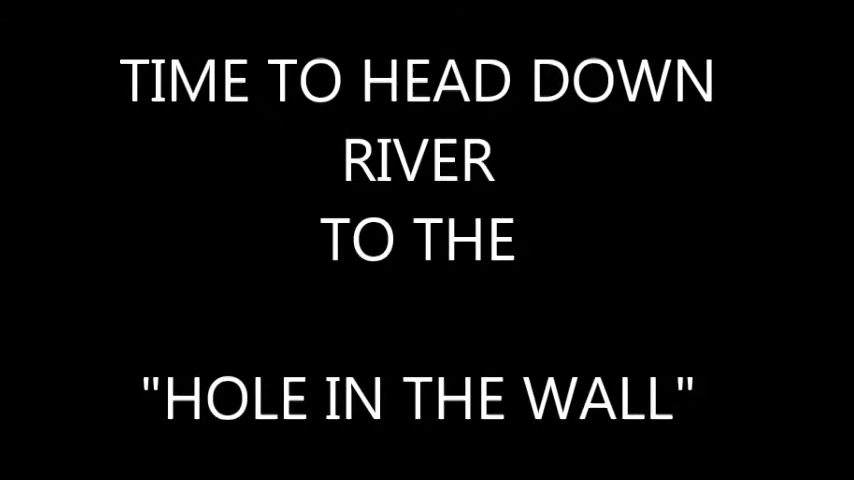 TIME TO HEAD DOWN
RIVER
TO THE
"HOLE IN THE WALL"